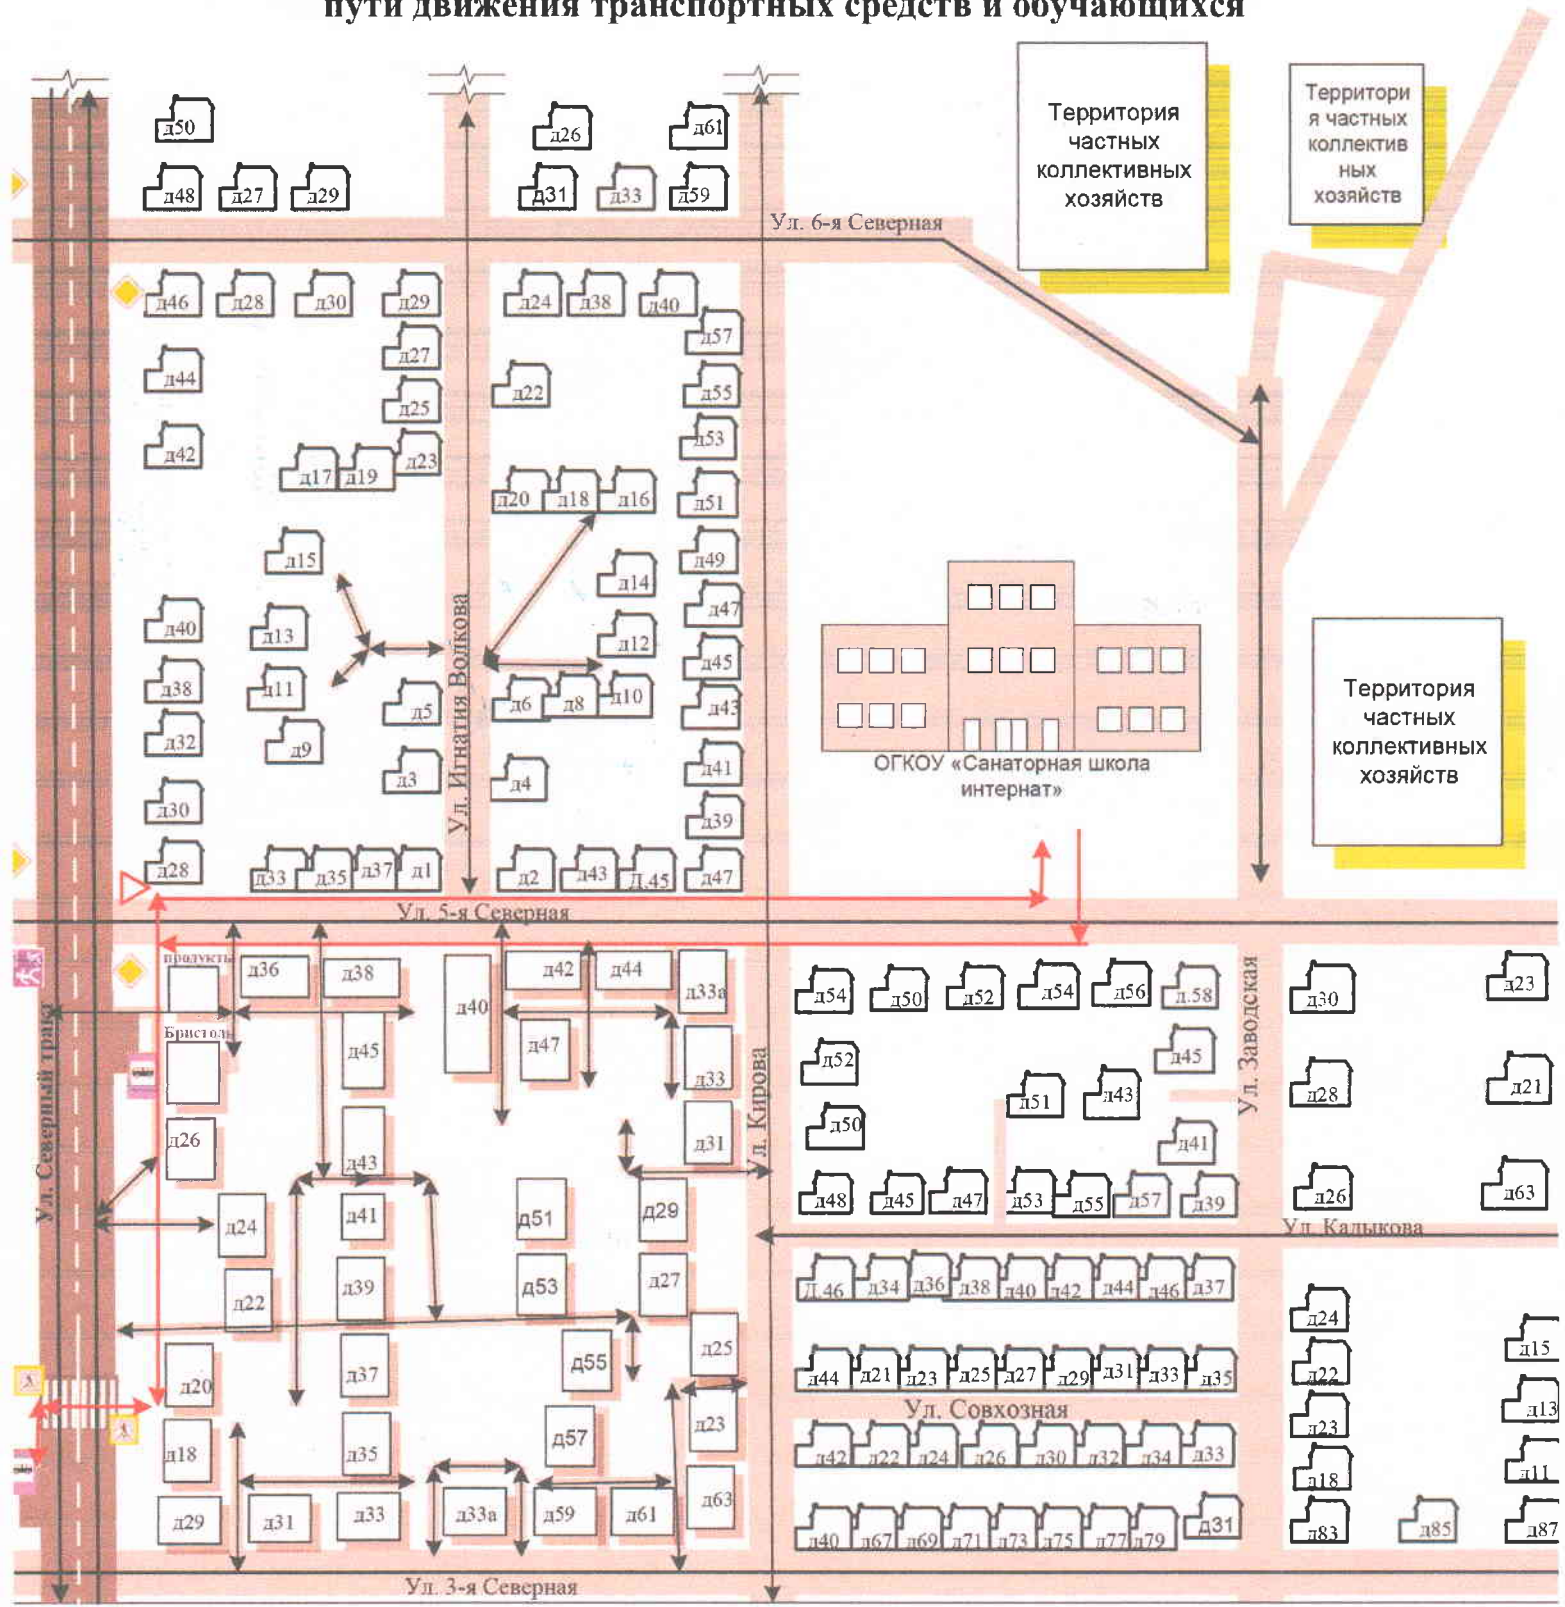 пути движения транспортных средств и обучающихся
Территория
частных
коллективных
хозяйств
Территори
я частных
коллектив
ных
хозяйств
д50
д26
д61
д48
д27
д29
д31
д33
д59
Ул. 6-я Северная
д46
д28
д30
д29
д24
д38
д40
д57
д27
д44
д22
д55
д25
д42
д53
д23
д17
д19
д20
д18
д16
д51
д15
д49
д14
д47
д40
д13
д12
д45
д38
д11
д5
д6
д8
д10
д43
д32
д9
д3
д4
д41
д30
д39
д28
д33
д35
д37
д1
д2
д43
Д.45
д47
Ул. Игнатия Волкова
ОГКОУ «Санаторная школа
интернат»
Территория
частных
коллективных
хозяйств
Ул. 5-я Северная
продукты
д36
д38
д40
д42
д44
д33а
Бристоль
д45
д47
д33
д26
д43
д31
д24
д41
д51
д29
д22
д39
д53
д27
д20
д37
д55
д25
д18
д35
д57
д23
д29
д31
д33
д33а
д59
д61
д63
Ул. Северный тракт
Ул. Кирова
Ул. Заводская
д54
д50
д52
д54
д56
д.58
д30
д23
д52
д45
д51
д43
д28
д21
д50
д41
д48
д45
д47
д53
д55
д57
д39
д26
д63
Ул. Калыкова
Д.46
д34
д36
д38
д40
д42
д44
д46
д37
д24
д15
д44
д21
д23
д25
д27
д29
д31
д33
д35
д22
Ул. Совхозная
д23
д13
д42
д22
д24
д26
д30
д32
д34
д33
д18
д11
д40
д67
д69
д71
д73
д75
д77
д79
д31
д83
д85
д87
Ул. 3-я Северная